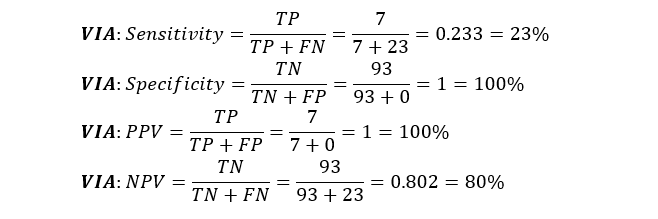 VIA: Sensitivity = TP / (TP + FN) = 7 / (7 + 23) = 0.233 = 23%
VIA: Specificity = TN / (TN + FP) = 93 / (93 + 0) = 1 = 100%
VIA: PPV = TP / (TP + FP) = 7 / (7 + 0) = 1 = 100%
VIA: NPV = TN / (TN + FN) = 93 / (93 + 23) = 0.802 = 80%